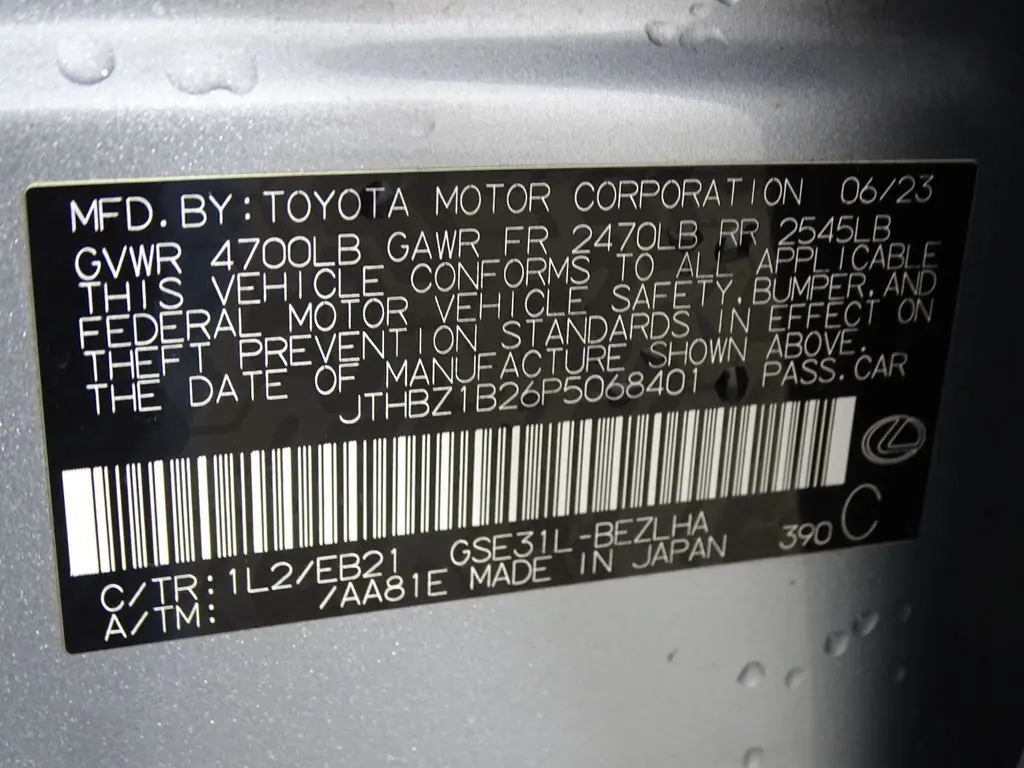 MFD. BY: TOYOTA MOTOR CORPORATION 06/23
GVWR 4700LB GAWR FR 2470LB RR 2545LB
THIS VEHICLE CONFORMS TO ALL APPLICABLE
FEDERAL MOTOR VEHICLE SAFETY, BUMPER, AND
THEFT PREVENTION STANDARDS IN EFFECT ON
THE DATE OF MANUFACTURE SHOWN ABOVE.
JTHBZ1B26P5068401 PASS. CAR
C/TR: 1L2/EB21 GSE31L-BEZLHA 390 C
A/TM: /AA81E MADE IN JAPAN